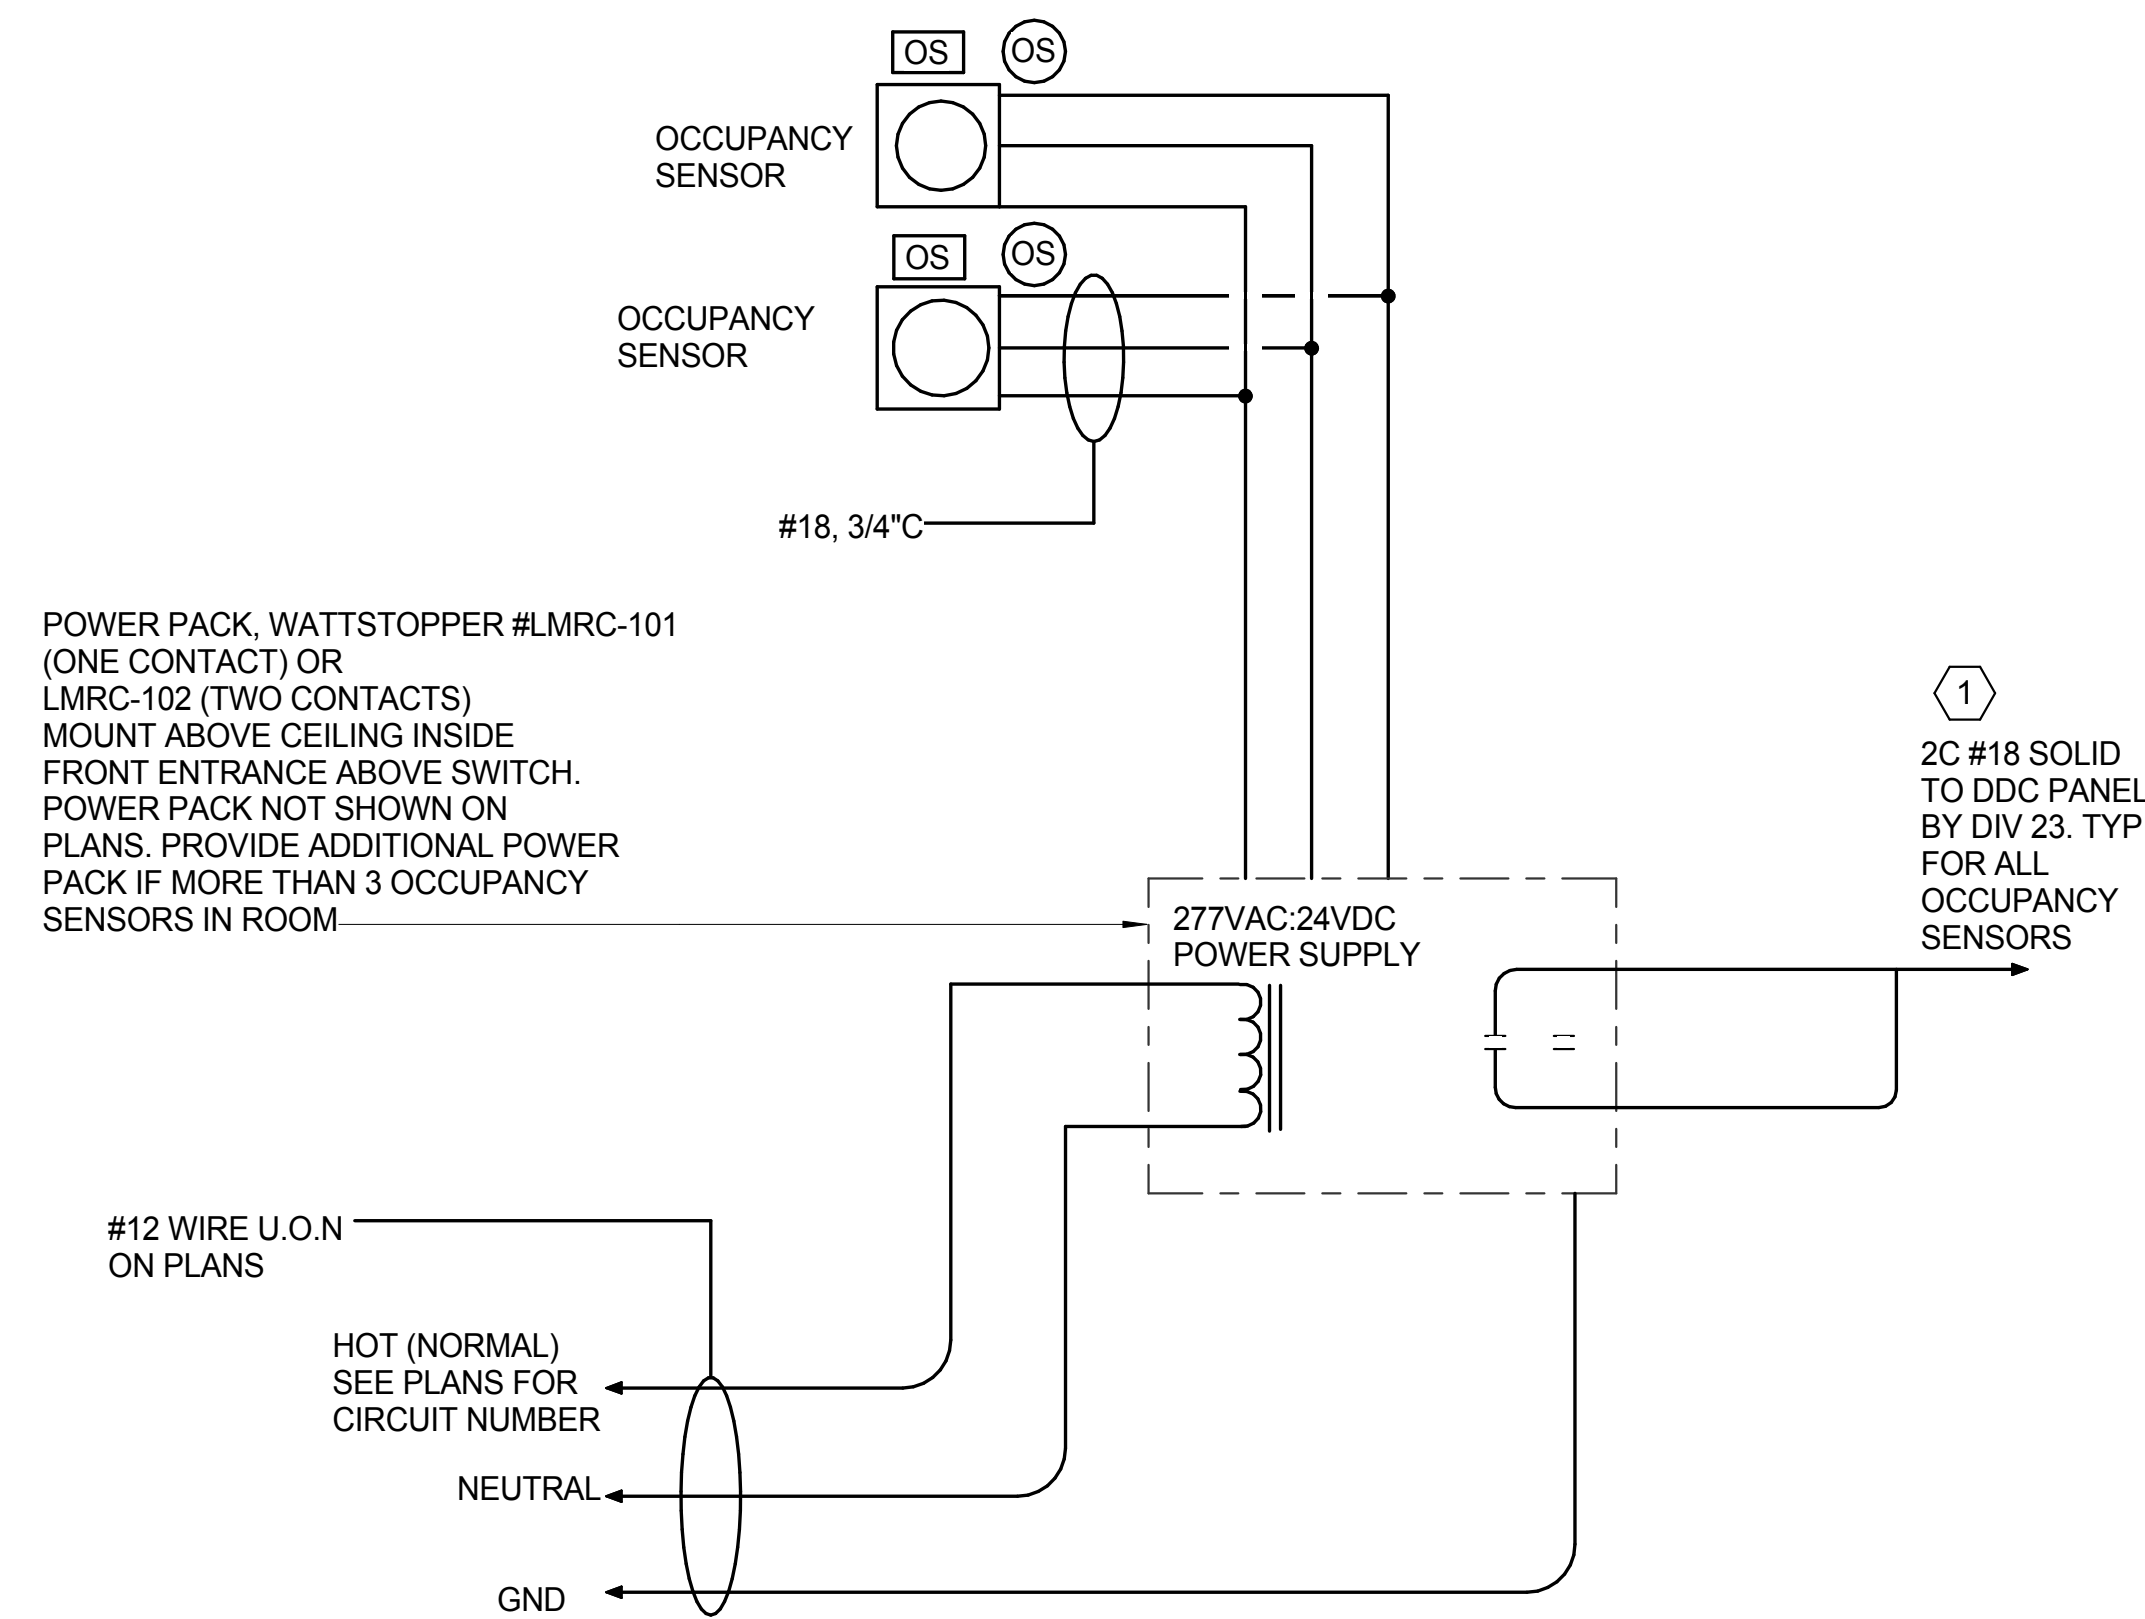 OS OS
OCCUPANCY
SENSOR
OS OS
OCCUPANCY
SENSOR
#18, 3/4"C
POWER PACK, WATTSTOPPER #LMRC-101
(ONE CONTACT) OR
LMRC-102 (TWO CONTACTS)
MOUNT ABOVE CEILING INSIDE
FRONT ENTRANCE ABOVE SWITCH.
POWER PACK NOT SHOWN ON
PLANS. PROVIDE ADDITIONAL POWER
PACK IF MORE THAN 3 OCCUPANCY
SENSORS IN ROOM
1
2C #18 SOLID
TO DDC PANEL
BY DIV 23. TYP
FOR ALL
OCCUPANCY
SENSORS
277VAC:24VDC
POWER SUPPLY
#12 WIRE U.O.N
ON PLANS
HOT (NORMAL)
SEE PLANS FOR
CIRCUIT NUMBER
NEUTRAL
GND